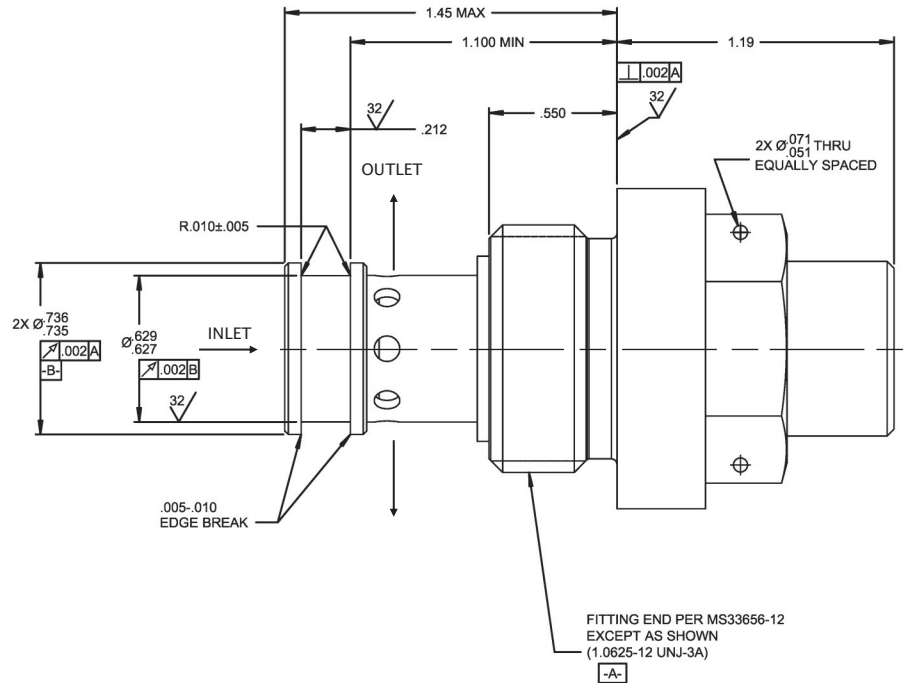 1.45 MAX
1.100 MIN
1.19
⊥ .002 A
32
.550
32
.212
2X Ø.071 THRU
.051
EQUALLY SPACED
OUTLET
R.010±.005
2X Ø.736
.735
↗ .002 A
-B-
Ø.629
.627
↗ .002 B
32
INLET
.005-.010
EDGE BREAK
FITTING END PER MS33656-12
EXCEPT AS SHOWN
(1.0625-12 UNJ-3A)
-A-